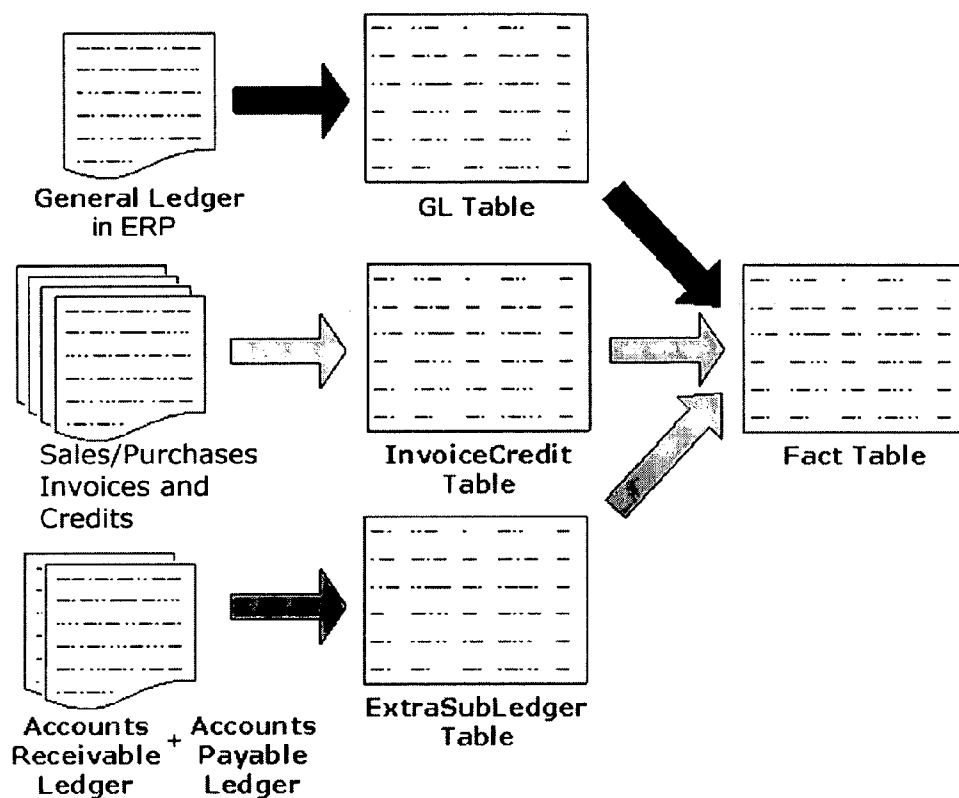 General Ledger
in ERP
GL Table
Sales/Purchases
Invoices and
Credits
InvoiceCredit
Table
Fact Table
Accounts
Receivable
Ledger
+
Accounts
Payable
Ledger
ExtraSubLedger
Table